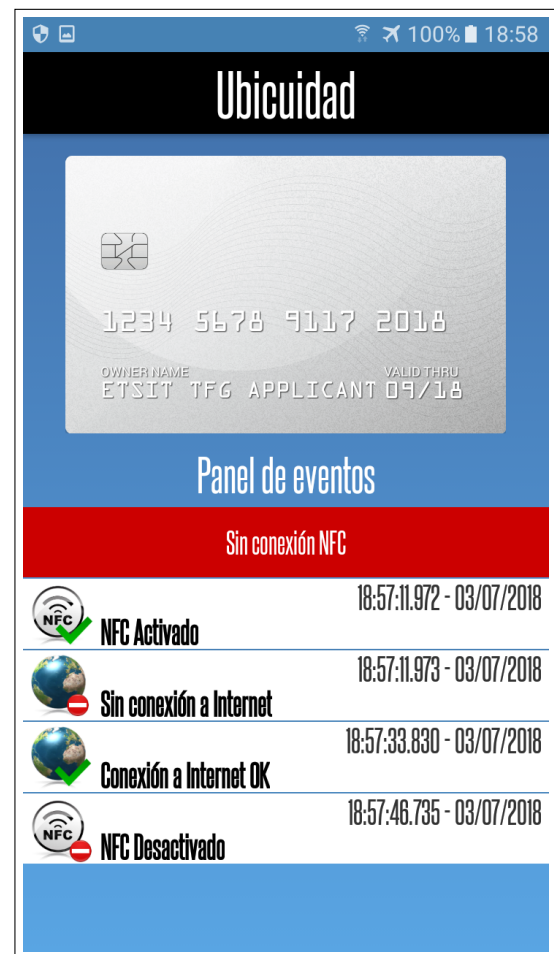 100% 18:58
Ubicuidad
1234 5678 9117 2018
OWNER NAME VALID THRU
ETSIT TFG APPLICANT 09/18
Panel de eventos
Sin conexión NFC
18:57:11.972 - 03/07/2018
NFC NFC Activado
18:57:11.973 - 03/07/2018
Sin conexión a Internet
18:57:33.830 - 03/07/2018
Conexión a Internet OK
18:57:46.735 - 03/07/2018
NFC NFC Desactivado